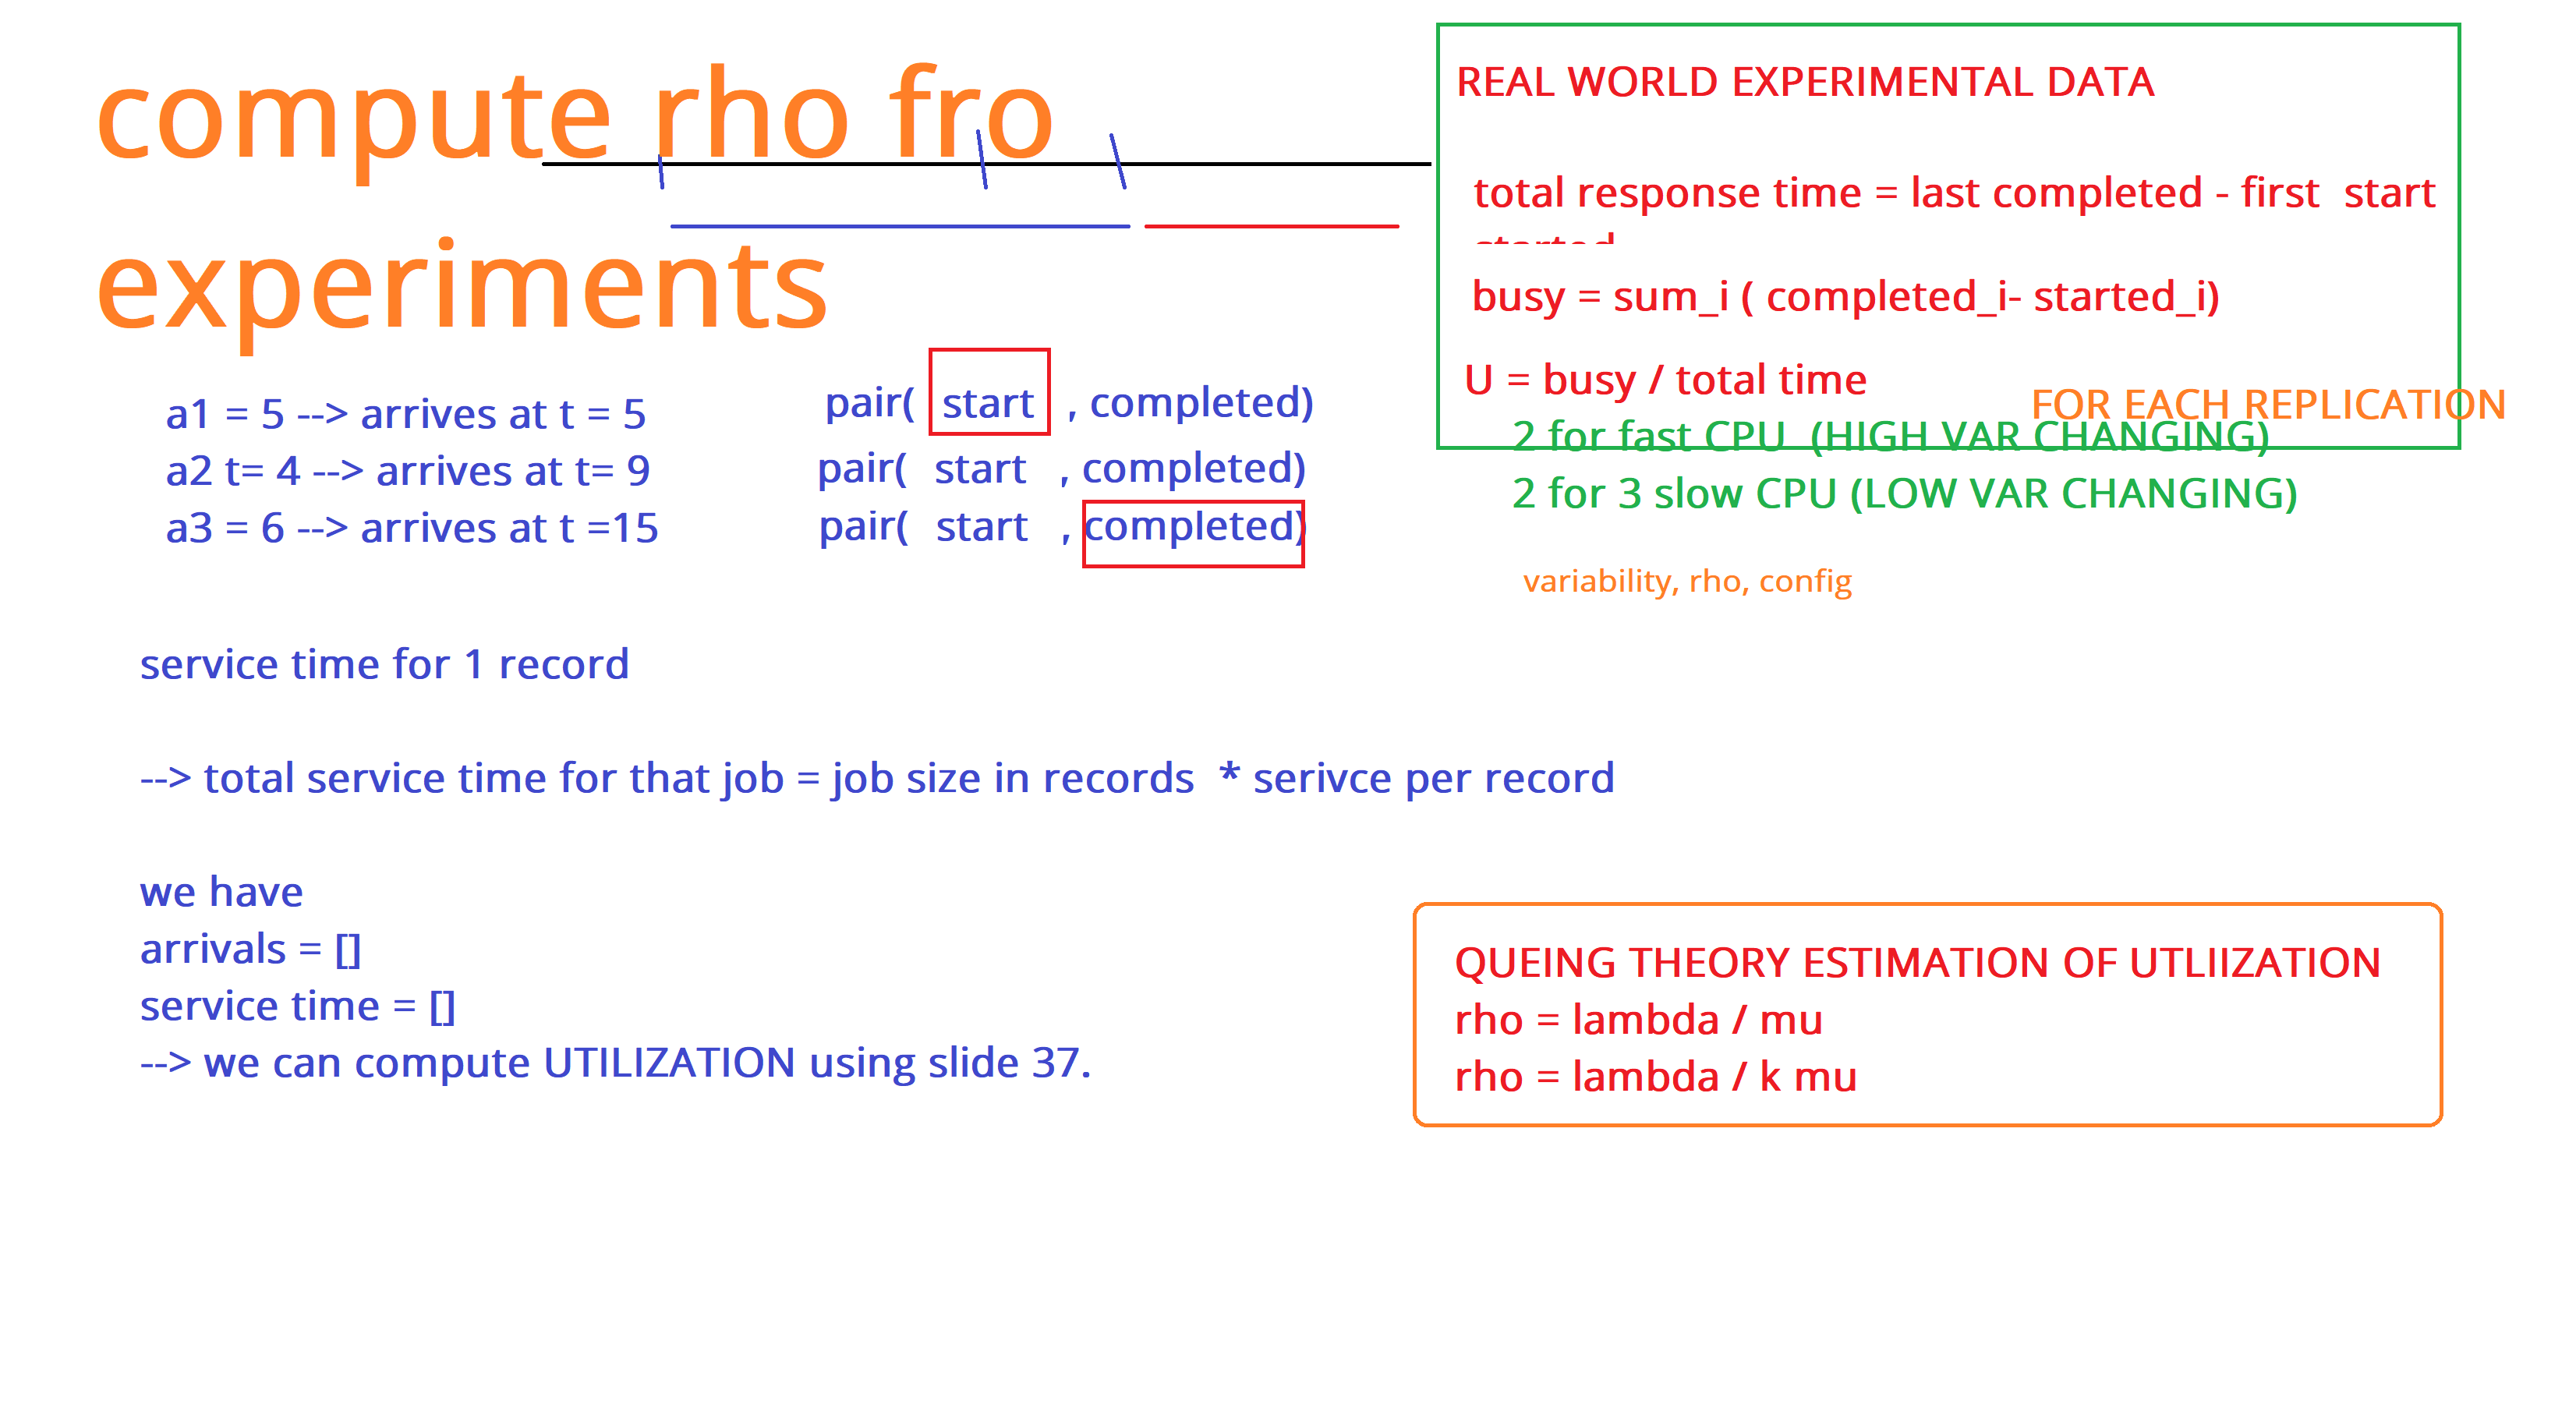 compute rho fro
experiments
a1 = 5 --> arrives at t = 5
a2 t= 4 --> arrives at t= 9
a3 = 6 --> arrives at t =15
pair( start , completed)
pair( start , completed)
pair( start , completed)
service time for 1 record
--> total service time for that job = job size in records * serivce per record
we have
arrivals = []
service time = []
--> we can compute UTILIZATION using slide 37.
REAL WORLD EXPERIMENTAL DATA
total response time = last completed - first start
started
busy = sum_i ( completed_i- started_i)
U = busy / total time
FOR EACH REPLICATION
2 for fast CPU (HIGH VAR CHANGING)
2 for 3 slow CPU (LOW VAR CHANGING)
variability, rho, config
QUEING THEORY ESTIMATION OF UTLIIZATION
rho = lambda / mu
rho = lambda / k mu